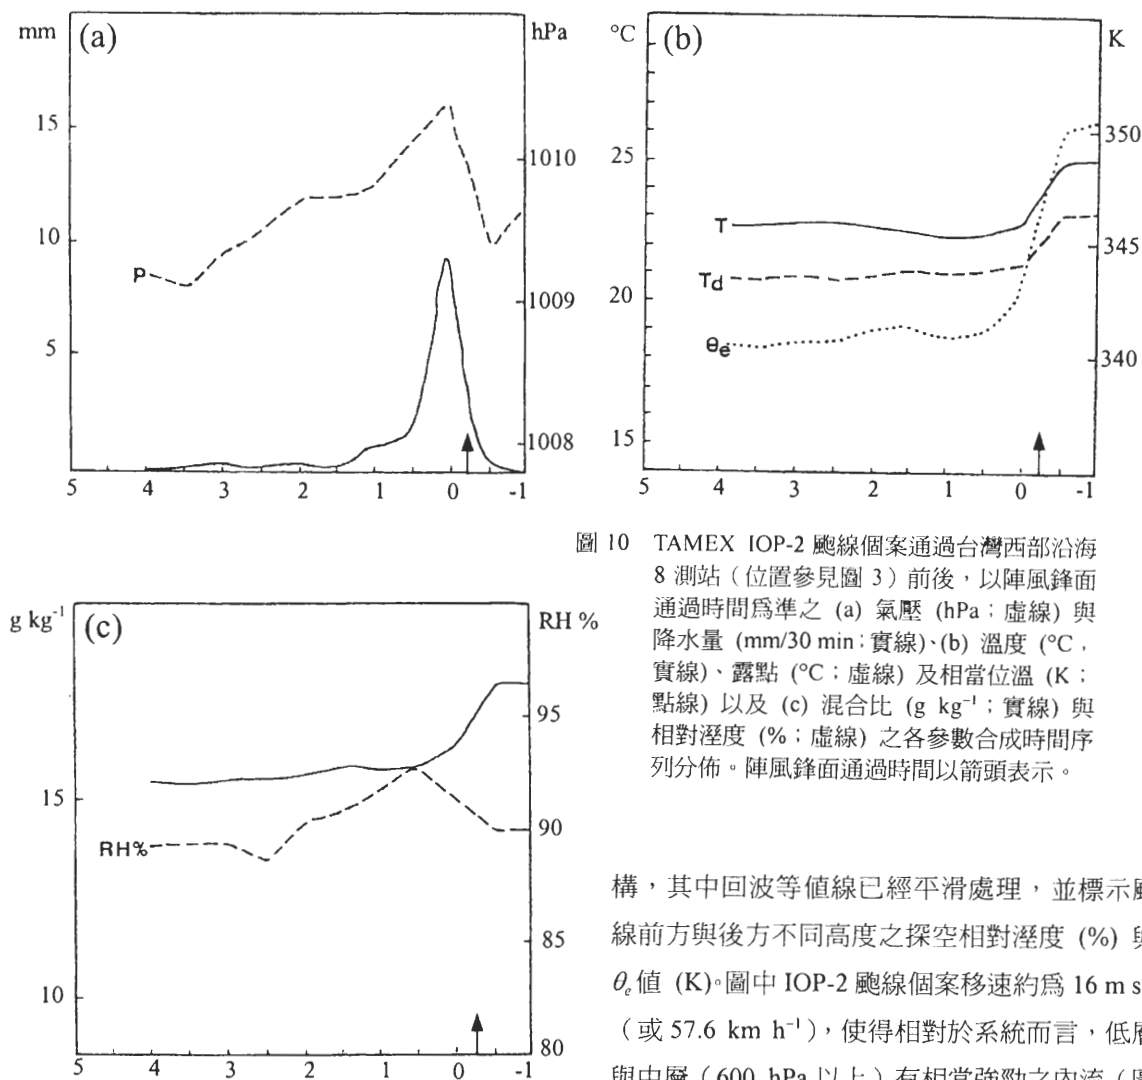 mm (a) hPa
15
10
5
1010
1009
1008
P
5 4 3 2 1 0 -1
°C (b) K
25
20
15
350
345
340
T
Td
θe
5 4 3 2 1 0 -1
圖 10 TAMEX IOP-2 颮線個案通過台灣西部沿海
8 測站（位置參見圖 3）前後，以陣風鋒面
通過時間為準之 (a) 氣壓 (hPa；虛線) 與
降水量 (mm/30 min；實線)、(b) 溫度 (°C，
實線)、露點 (°C；虛線) 及相當位溫 (K；
點線) 以及 (c) 混合比 (g kg⁻¹；實線) 與
相對溼度 (%；虛線) 之各參數合成時間序
列分佈。陣風鋒面通過時間以箭頭表示。
g kg⁻¹ (c) RH %
15
10
95
90
85
80
RH%
5 4 3 2 1 0 -1
構，其中回波等值線已經平滑處理，並標示颮
線前方與後方不同高度之探空相對溼度 (%) 與
θe值 (K)。圖中 IOP-2 颮線個案移速約為 16 m s
（或 57.6 km h⁻¹），使得相對於系統而言，低層
與中層（600 hPa 以上）有相當強勁之內流（圖